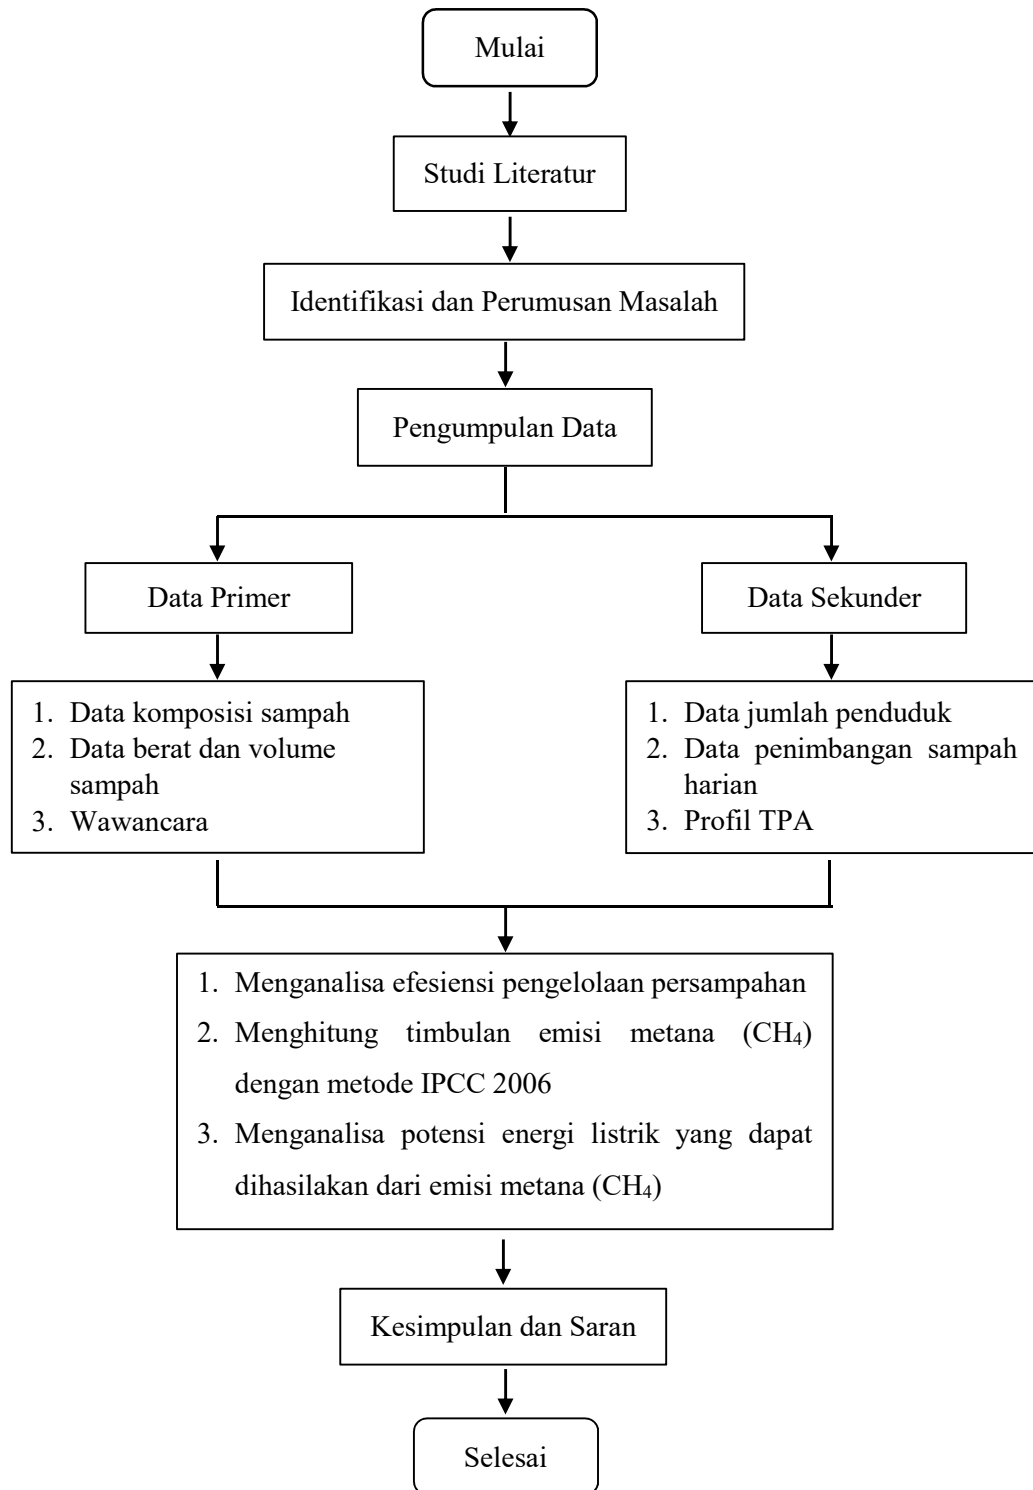 Mulai
Studi Literatur
Identifikasi dan Perumusan Masalah
Pengumpulan Data
Data Primer
Data Sekunder
1. Data komposisi sampah
2. Data berat dan volume
sampah
3. Wawancara
1. Data jumlah penduduk
2. Data penimbangan sampah
harian
3. Profil TPA
1. Menganalisa efesiensi pengelolaan persampahan
2. Menghitung timbulan emisi metana (CH₄)
dengan metode IPCC 2006
3. Menganalisa potensi energi listrik yang dapat
dihasilakan dari emisi metana (CH₄)
Kesimpulan dan Saran
Selesai